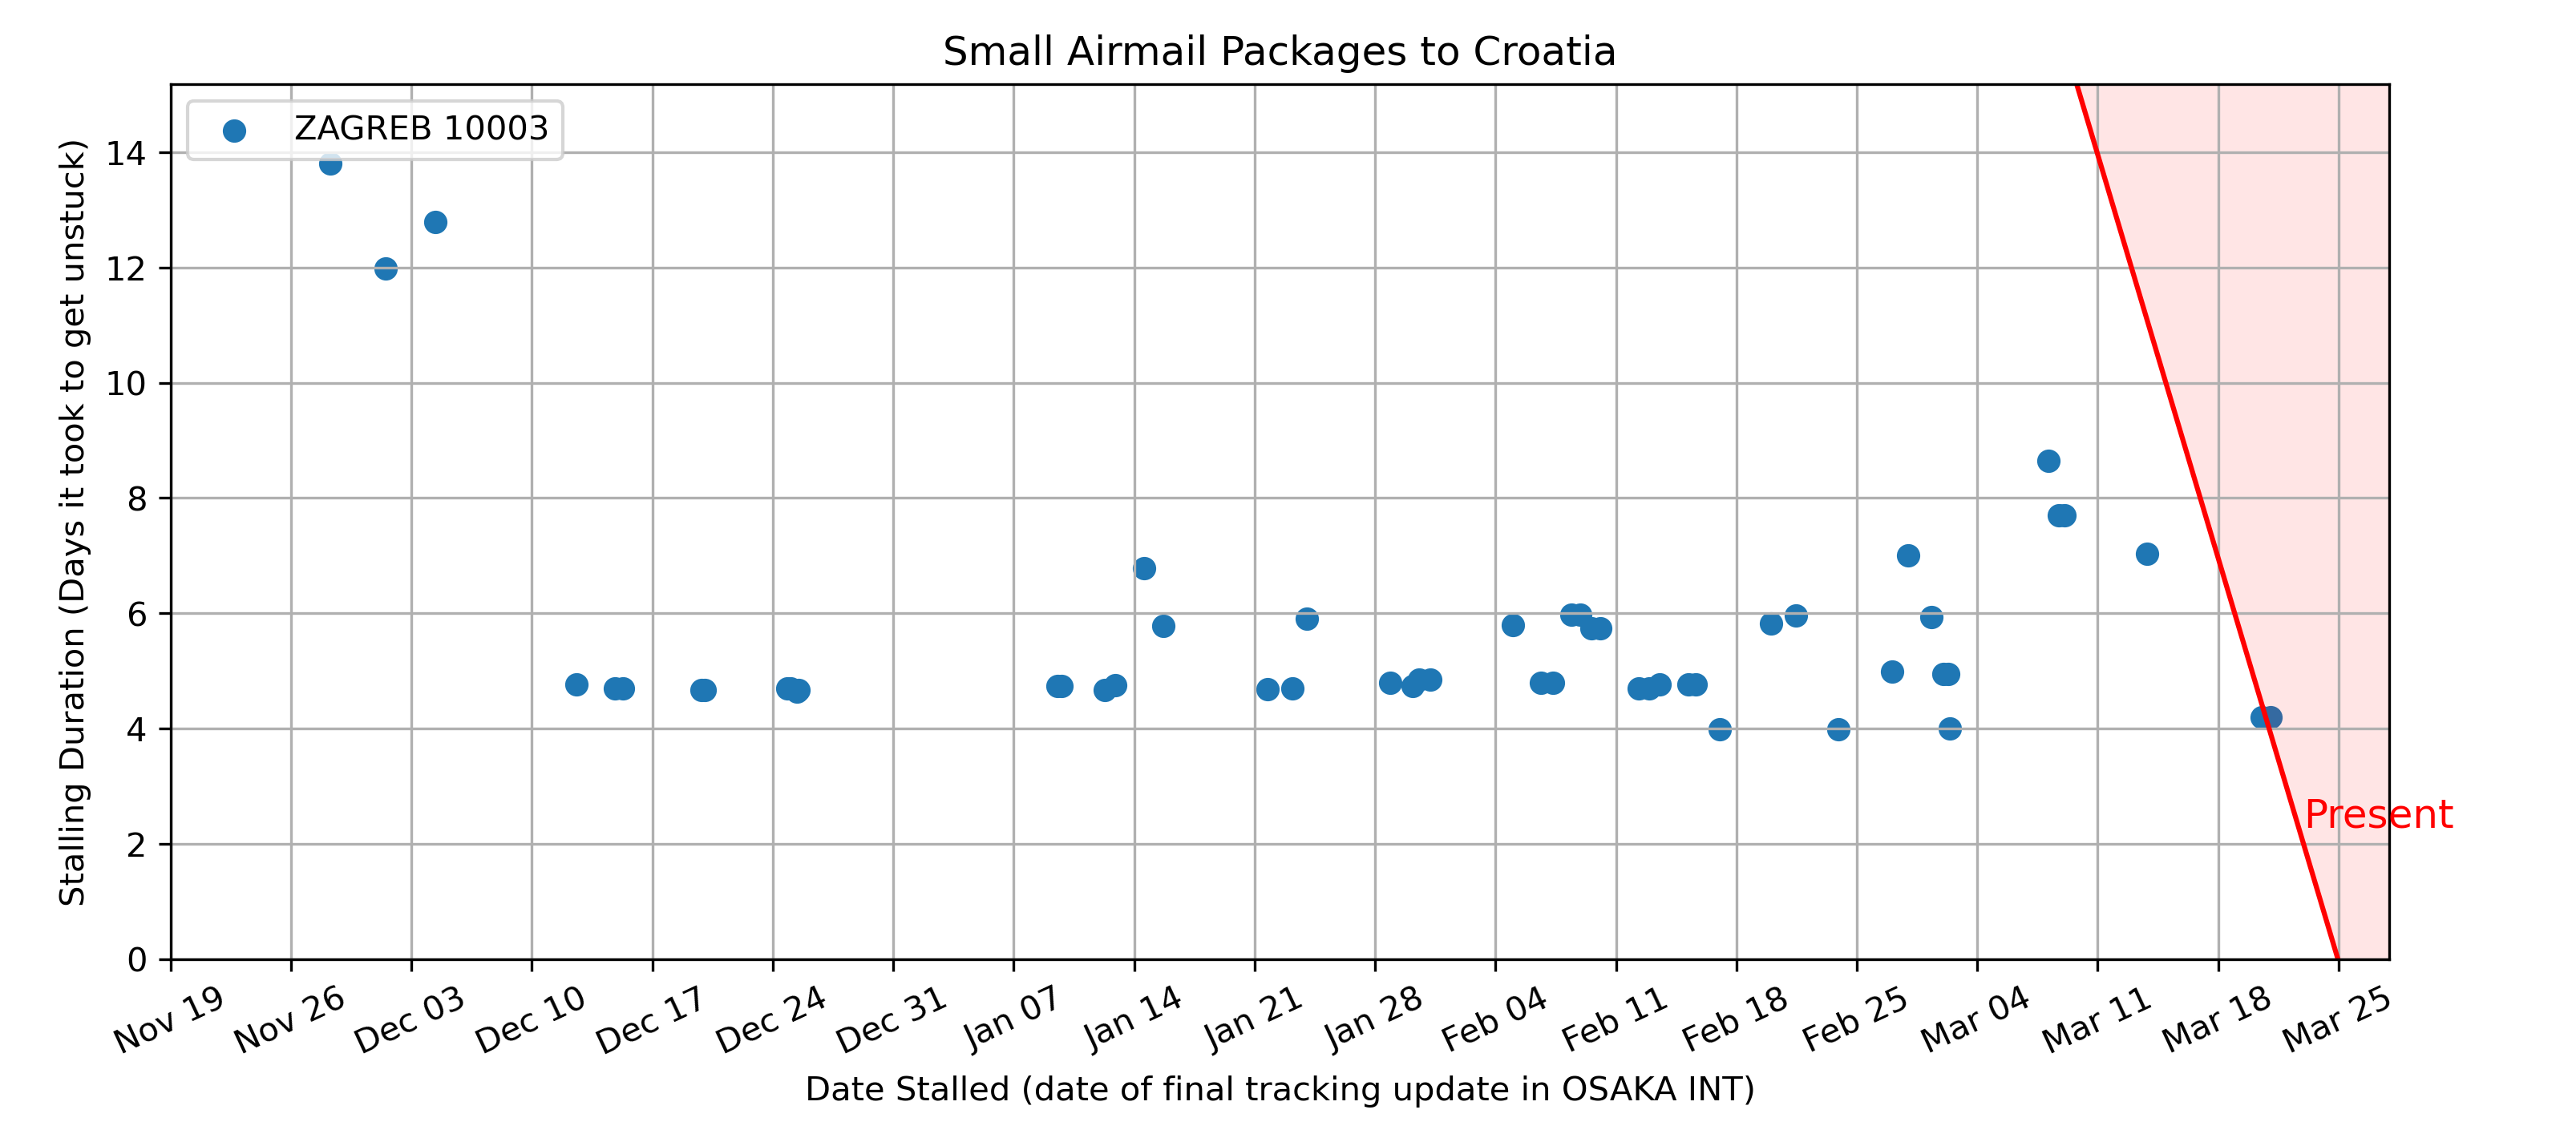 Small Airmail Packages to Croatia
ZAGREB 10003
Stalling Duration (Days it took to get unstuck)
14
12
10
8
6
4
2
0
Present
Nov 19
Nov 26
Dec 03
Dec 10
Dec 17
Dec 24
Dec 31
Jan 07
Jan 14
Jan 21
Jan 28
Feb 04
Feb 11
Feb 18
Feb 25
Mar 04
Mar 11
Mar 18
Mar 25
Date Stalled (date of final tracking update in OSAKA INT)